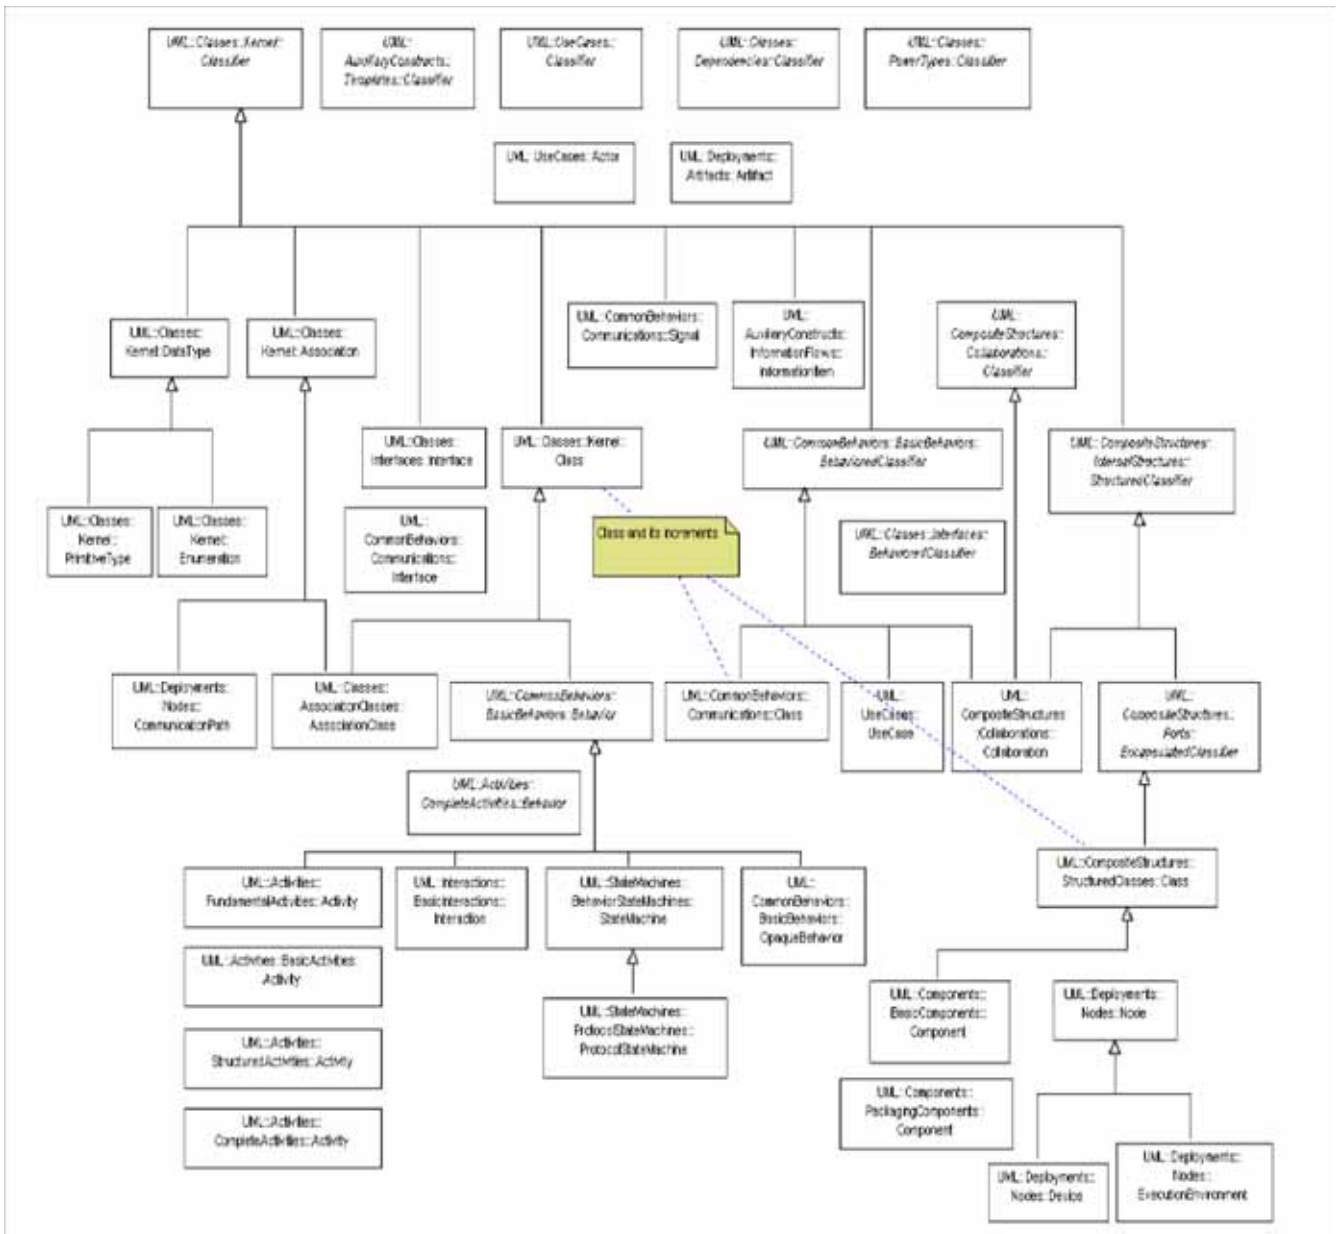 UML::Classes::Kernel::
Classifier
UML::
AuxiliaryConstructs::
Templates::Classifier
UML::UseCases::
Classifier
UML::Classes::
Dependencies::Classifier
UML::Classes::
PowerTypes::Classifier
UML::UseCases::Actor
UML::Deployments::
Artifacts::Artifact
UML::Classes::
Kernel::DataType
UML::Classes::
Kernel::Association
UML::CommonBehaviors::
Communications::Signal
UML::
AuxiliaryConstructs::
InformationFlows::
InformationItem
UML::
CompositeStructures::
Collaborations::
Classifier
UML::Classes::
Interfaces::Interface
UML::Classes::Kernel::
Class
UML::CommonBehaviors::BasicBehaviors::
BehavioredClassifier
UML::CompositeStructures::
InternalStructures::
StructuredClassifier
UML::Classes::
Kernel::
PrimitiveType
UML::Classes::
Kernel::
Enumeration
UML::
CommonBehaviors::
Communications::
Interface
Class and its increments
UML::Classes::Interfaces::
BehavioredClassifier
UML::Deployments::
Nodes::
CommunicationPath
UML::Classes::
AssociationClasses::
AssociationClass
UML::CommonBehaviors::
BasicBehaviors::Behavior
UML::CommonBehaviors::
Communications::Class
UML::
UseCases::
UseCase
UML::
CompositeStructures
::Collaborations::
Collaboration
UML::
CompositeStructures::
Ports::
EncapsulatedClassifier
UML::Activities::
CompleteActivities::Behavior
UML::Activities::
FundamentalActivities::Activity
UML::Interactions::
BasicInteractions::
Interaction
UML::StateMachines::
BehaviorStateMachines::
StateMachine
UML::
CommonBehaviors::
BasicBehaviors::
OpaqueBehavior
UML::CompositeStructures::
StructuredClasses::Class
UML::Activities::BasicActivities::
Activity
UML::StateMachines::
ProtocolStateMachines::
ProtocolStateMachine
UML::Components::
BasicComponents::
Component
UML::Deployments::
Nodes::Node
UML::Activities::
StructuredActivities::Activity
UML::Components::
PackagingComponents::
Component
UML::Activities::
CompleteActivities::Activity
UML::Deployments::
Nodes::Device
UML::Deployments::
Nodes::
ExecutionEnvironment